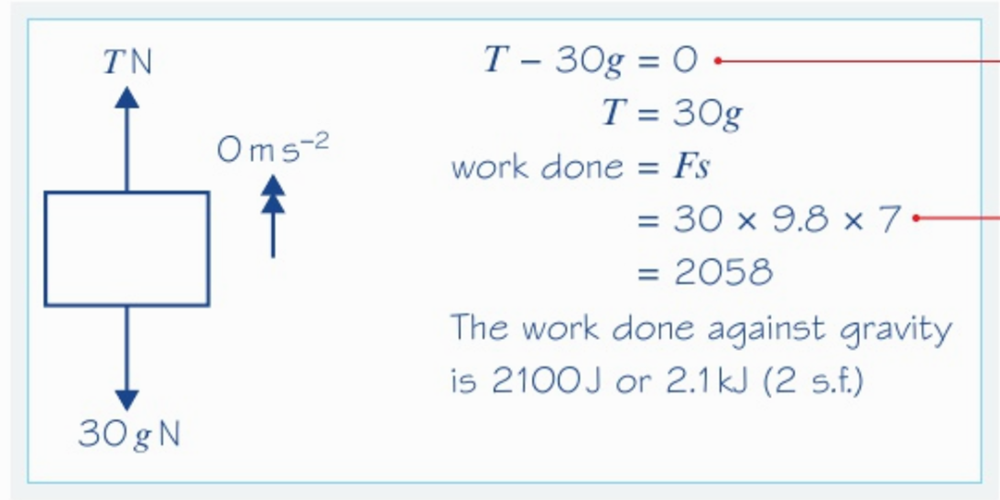 T N
0 m s⁻²
30g N
T − 30g = 0
T = 30g
work done = Fs
= 30 × 9.8 × 7
= 2058
The work done against gravity
is 2100 J or 2.1 kJ (2 s.f.)